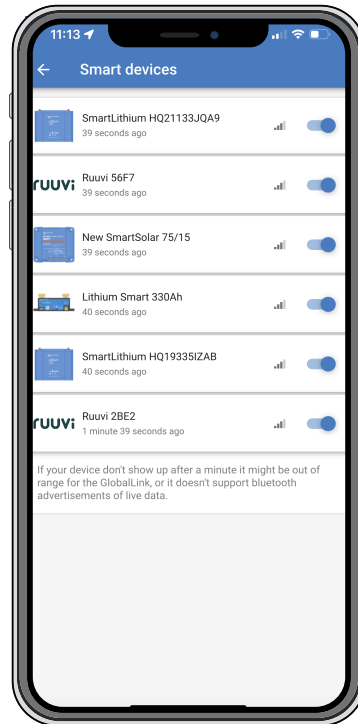 11:13
Smart devices
SmartLithium HQ21133JQA9
39 seconds ago
ruuvi
Ruuvi 56F7
39 seconds ago
New SmartSolar 75/15
39 seconds ago
Lithium Smart 330Ah
40 seconds ago
SmartLithium HQ19335IZAB
40 seconds ago
ruuvi
Ruuvi 2BE2
1 minute 39 seconds ago
If your device don't show up after a minute it might be out of
range for the GlobalLink, or it doesn't support bluetooth
advertisements of live data.